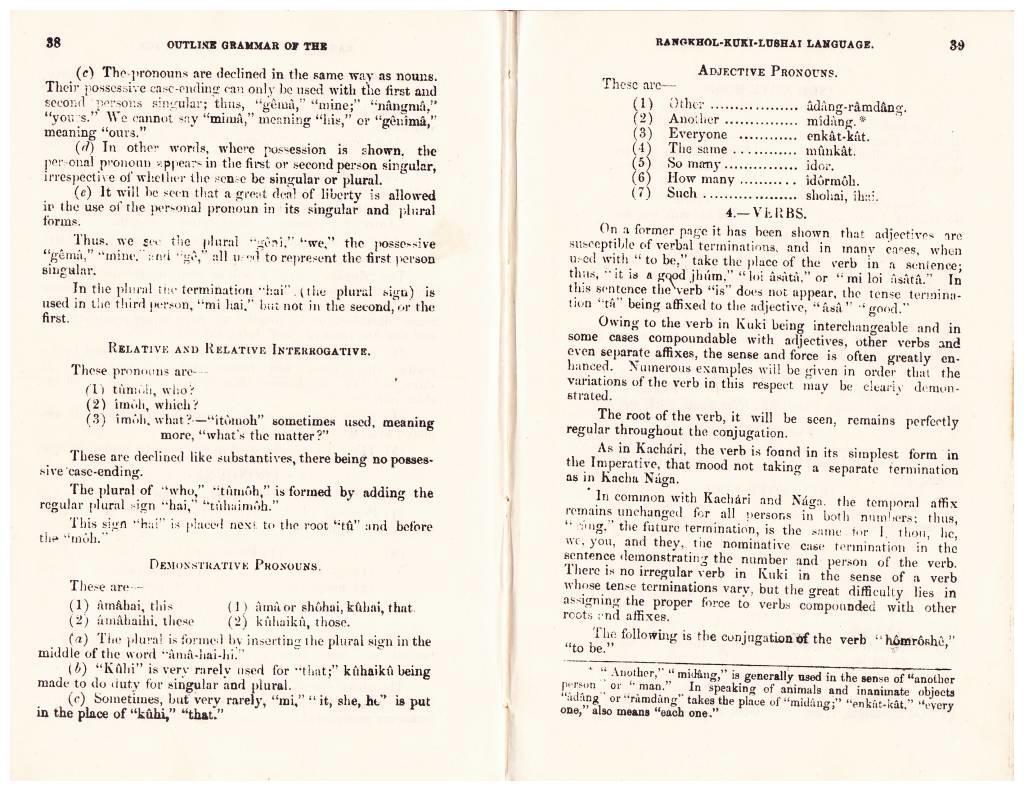 38 OUTLINE GRAMMAR OF THE
(c) The pronouns are declined in the same way as nouns.
Their possessive case-ending can only be used with the first and
second persons singular; thus, "gêmâ," "mine;" "nângmâ,"
"yours." We cannot say "mimâ," meaning "his," or "gênimâ,"
meaning "ours."
(d) In other words, where possession is shown, the
personal pronoun appears in the first or second person singular,
irrespective of whether the sense be singular or plural.
(e) It will be seen that a great deal of liberty is allowed
in the use of the personal pronoun in its singular and plural
forms.
Thus, we see the plural "gêni," "we," the possessive
"gêmâ," "mine," and "gê," all used to represent the first person
singular.
In the plural the termination "hai" (the plural sign) is
used in the third person, "mi hai," but not in the second, or the
first.
RELATIVE AND RELATIVE INTERROGATIVE.
These pronouns are—
(1) tûmôh, who?
(2) imôh, which?
(3) imôh, what?—"itômoh" sometimes used, meaning
more, "what's the matter?"
These are declined like substantives, there being no posses-
sive case-ending.
The plural of "who," "tûmôh," is formed by adding the
regular plural sign "hai," "tûhaimôh."
This sign "hai" is placed next to the root "tû" and before
the "môh."
DEMONSTRATIVE PRONOUNS.
These are—
(1) âmâhai, this (1) âmâ or shôhai, kûhai, that.
(2) âmâhaihi, these (2) kûhaikû, those.
(a) The plural is formed by inserting the plural sign in the
middle of the word "âmâ-hai-hi."
(b) "Kûhi" is very rarely used for "that;" kûhaikû being
made to do duty for singular and plural.
(c) Sometimes, but very rarely, "mi," "it, she, he" is put
in the place of "kûhi," "that."
RANGKHOL-KUKI-LUSHAI LANGUAGE. 39
ADJECTIVE PRONOUNS.
These are—
(1) Other ................. âdâng-râmdâng.
(2) Another .............. midâng.*
(3) Everyone ............ enkât-kât.
(4) The same ............ mûnkât.
(5) So many ............. idor.
(6) How many ........... idôrmôh.
(7) Such .................. shohai, ihai.
4.—VERBS.
On a former page it has been shown that adjectives are
susceptible of verbal terminations, and in many cases, when
used with "to be," take the place of the verb in a sentence;
thus, "it is a good jhúm," "loi âsâtâ," or "mi loi âsâtâ." In
this sentence the verb "is" does not appear, the tense termina-
tion "tâ" being affixed to the adjective, "âsâ" "good."
Owing to the verb in Kuki being interchangeable and in
some cases compoundable with adjectives, other verbs and
even separate affixes, the sense and force is often greatly en-
hanced. Numerous examples will be given in order that the
variations of the verb in this respect may be clearly demon-
strated.
The root of the verb, it will be seen, remains perfectly
regular throughout the conjugation.
As in Kachári, the verb is found in its simplest form in
the Imperative, that mood not taking a separate termination
as in Kacha Nága.
In common with Kachári and Nága, the temporal affix
remains unchanged for all persons in both numbers; thus,
the future termination, is the same for I, thou, he,
we, you, and they, the nominative case termination in the
sentence demonstrating the number and person of the verb.
There is no irregular verb in Kuki in the sense of a verb
whose tense terminations vary, but the great difficulty lies in
assigning the proper force to verbs compounded with other
roots and affixes.
The following is the conjugation of the verb "hômrôshê,"
"to be."
* "Another," "midâng," is generally used in the sense of "another
person" or "man." In speaking of animals and inanimate objects
"âdâng" or "râmdâng" takes the place of "midâng;" "enkât-kât," "every
one," also means "each one."